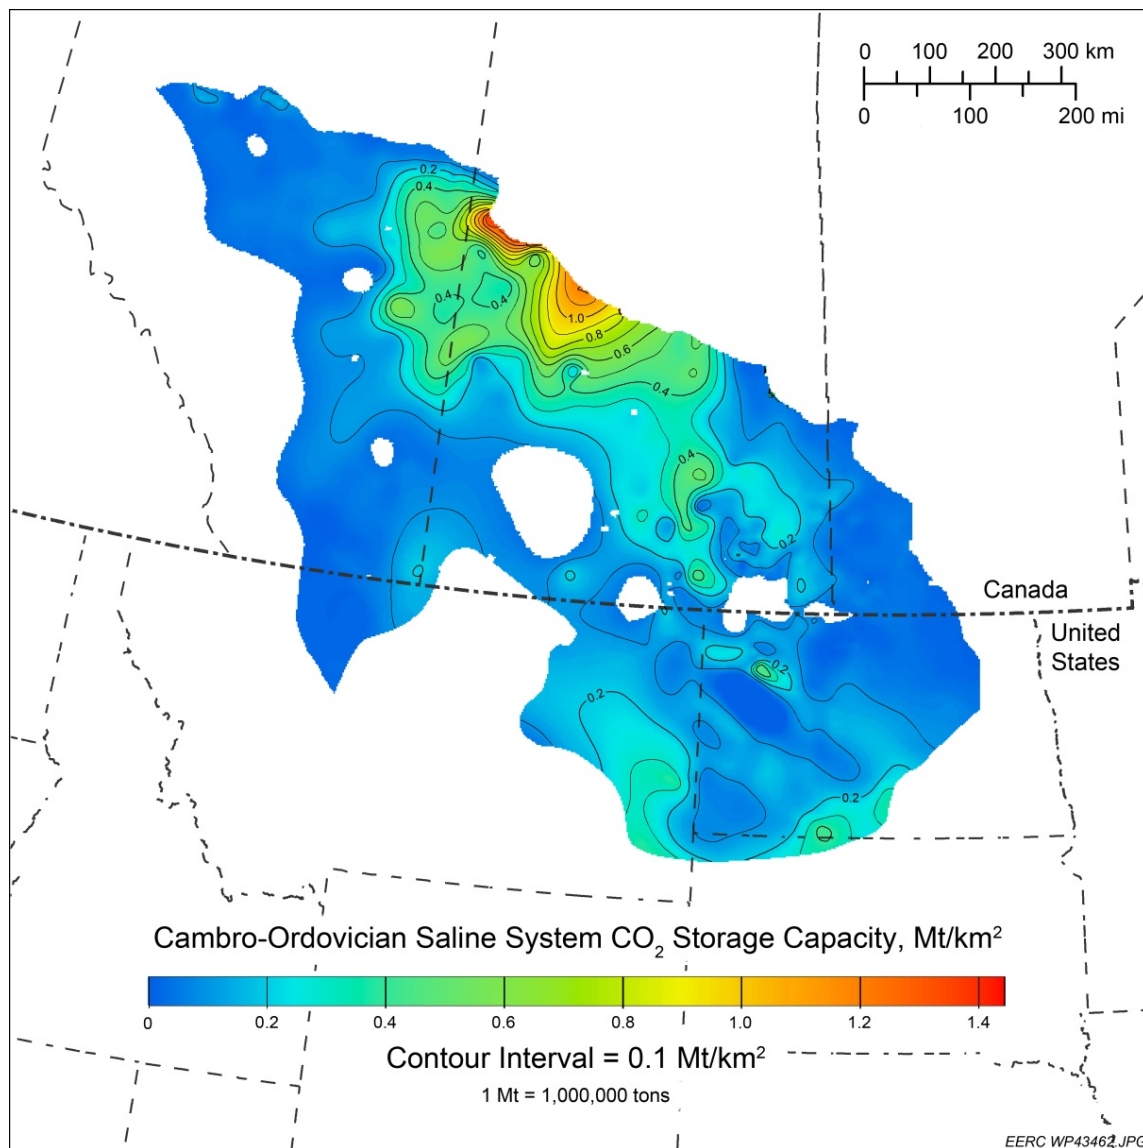 0 100 200 300 km
0 100 200 mi
0.2
0.4
0.4
0.4
1.0
0.8
0.6
0.4
0.4
0.2
Canada
United
States
0.2
0.2
0.2
Cambro-Ordovician Saline System CO₂ Storage Capacity, Mt/km²
0 0.2 0.4 0.6 0.8 1.0 1.2 1.4
Contour Interval = 0.1 Mt/km²
1 Mt = 1,000,000 tons
EERC WP43462.JPG